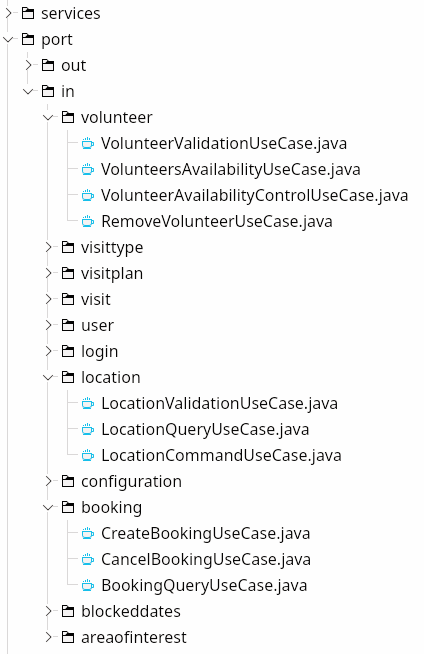 services
port
out
in
volunteer
VolunteerValidationUseCase.java
VolunteersAvailabilityUseCase.java
VolunteerAvailabilityControlUseCase.java
RemoveVolunteerUseCase.java
visittype
visitplan
visit
user
login
location
LocationValidationUseCase.java
LocationQueryUseCase.java
LocationCommandUseCase.java
configuration
booking
CreateBookingUseCase.java
CancelBookingUseCase.java
BookingQueryUseCase.java
blockeddates
areaofinterest